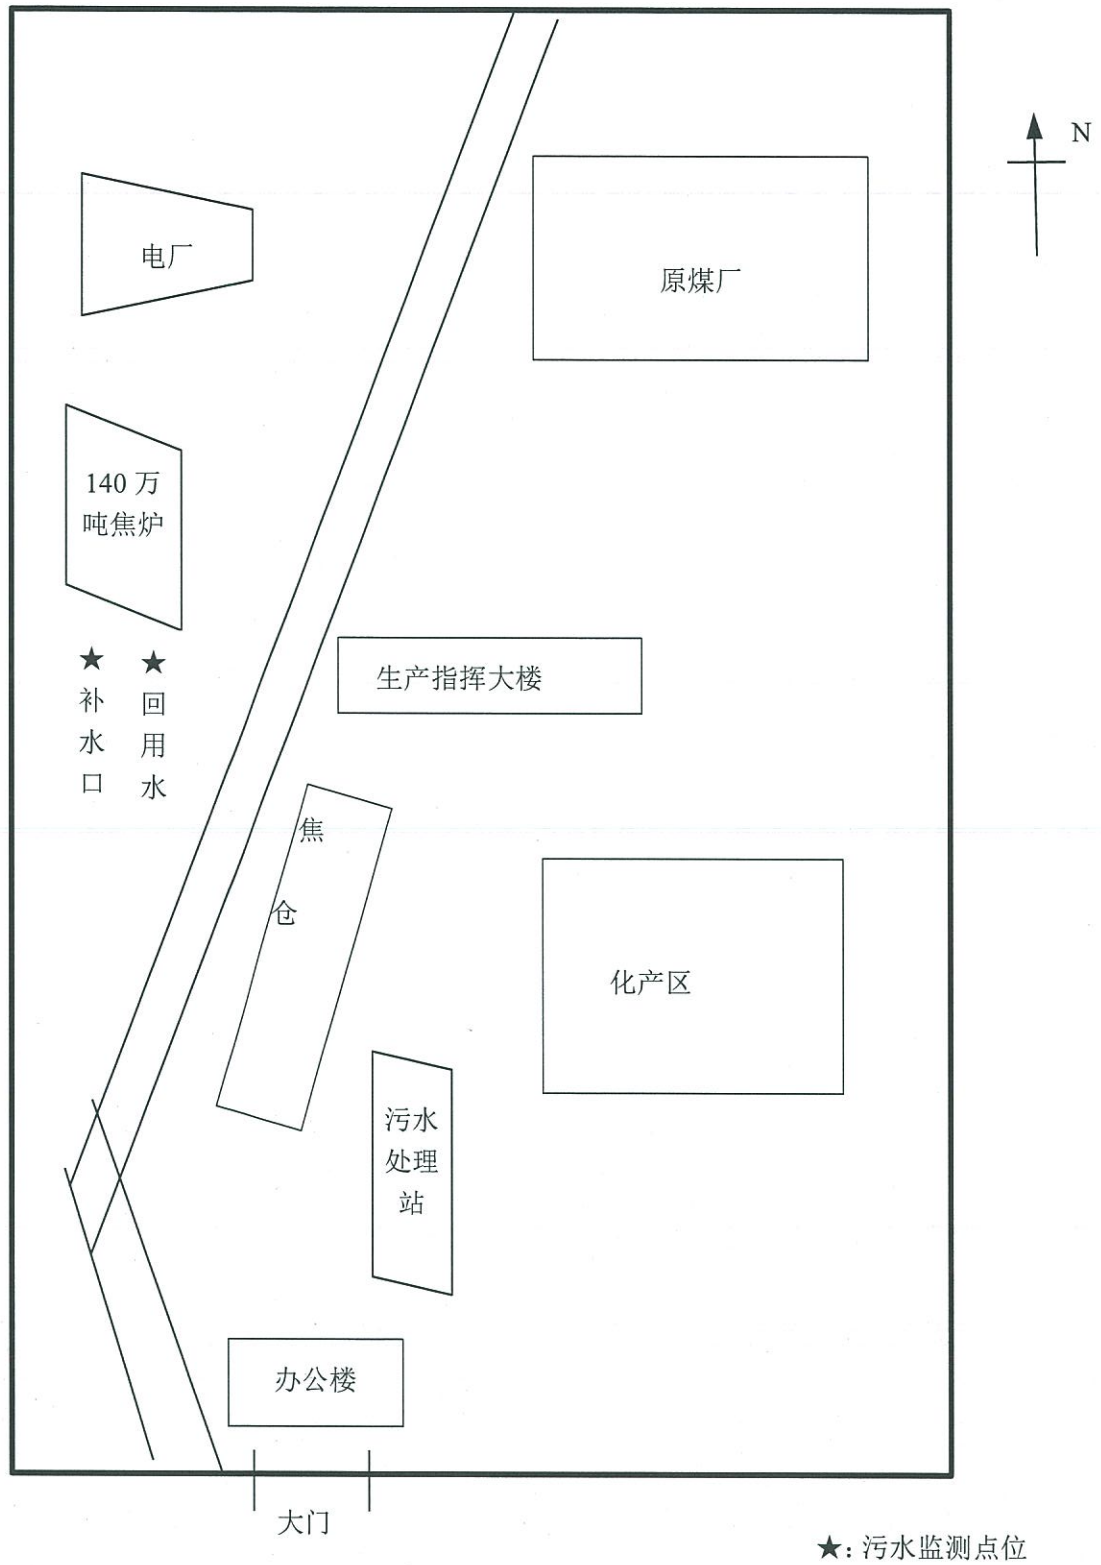 N
电厂
原煤厂
140 万
吨焦炉
★
补
水
口
★
回
用
水
生产指挥大楼
焦
仓
化产区
污水
处理
站
办公楼
大门
★: 污水监测点位